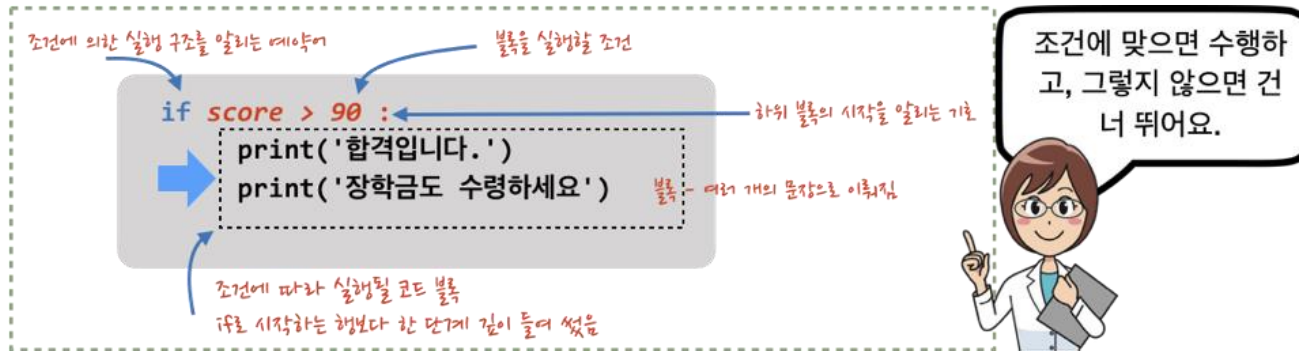 조건에 의한 실행 구조를 알리는 예약어
블록을 실행할 조건
if score > 90 :
하위 블록의 시작을 알리는 기호
print('합격입니다.')
print('장학금도 수령하세요')
블록 - 여러 개의 문장으로 이뤄짐
조건에 따라 실행될 코드 블록
if로 시작하는 행보다 한 단계 깊이 들여 썼음
조건에 맞으면 수행하
고, 그렇지 않으면 건
너 뛰어요.